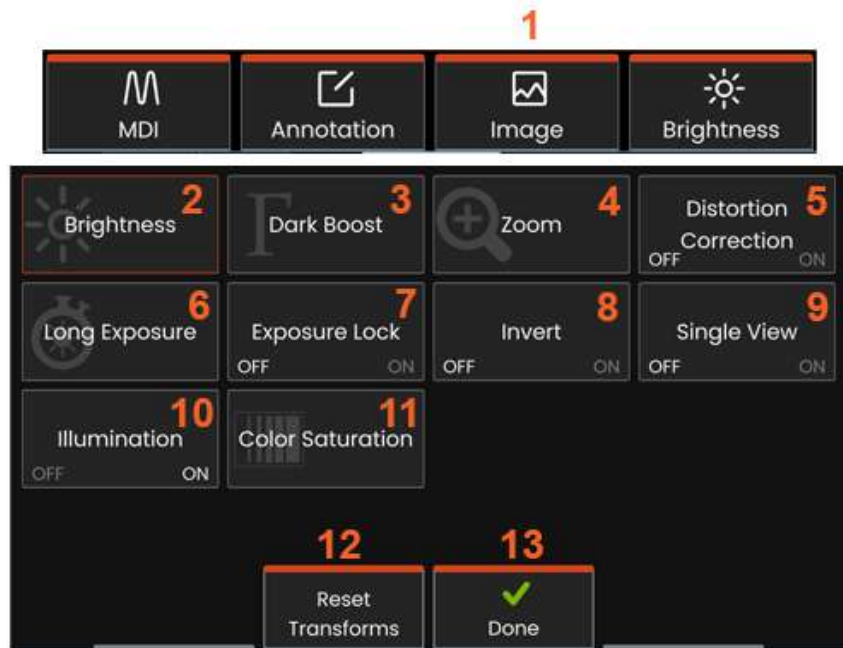 1
MDI
Annotation
Image
Brightness
Brightness
2
Dark Boost
3
Zoom
4
Distortion
Correction
OFF
ON
5
Long Exposure
6
Exposure Lock
OFF
ON
7
Invert
OFF
ON
8
Single View
OFF
ON
9
Illumination
OFF
ON
10
Color Saturation
11
12
Reset
Transforms
13
Done